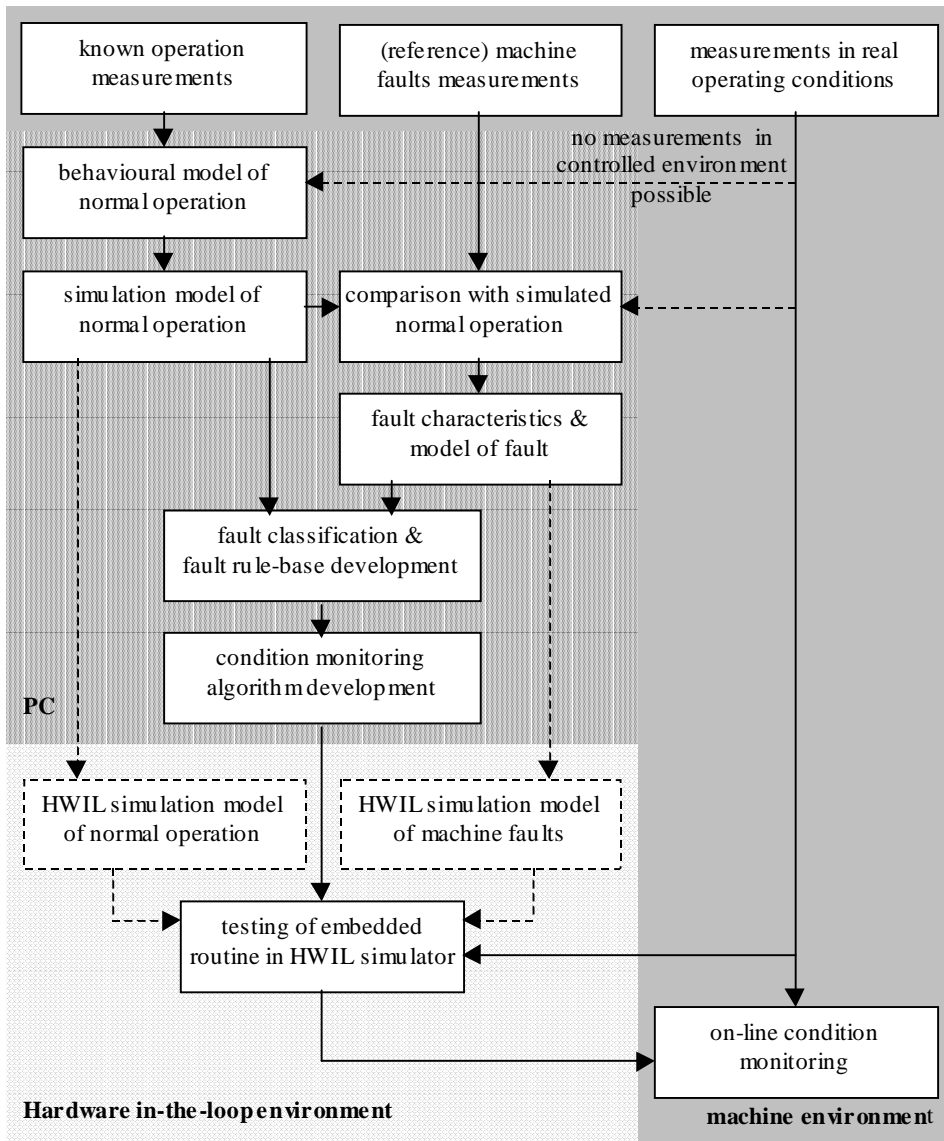 known operation
measurements
(reference) machine
faults measurements
measurements in real
operating conditions
no measurements in
controlled environment
possible
behavioural model of
normal operation
simulation model of
normal operation
comparison with simulated
normal operation
fault characteristics &
model of fault
fault classification &
fault rule-base development
condition monitoring
algorithm development
PC
HWIL simulation model
of normal operation
HWIL simulation model
of machine faults
testing of embedded
routine in HWIL simulator
on-line condition
monitoring
Hardware in-the-loop environment
machine environment